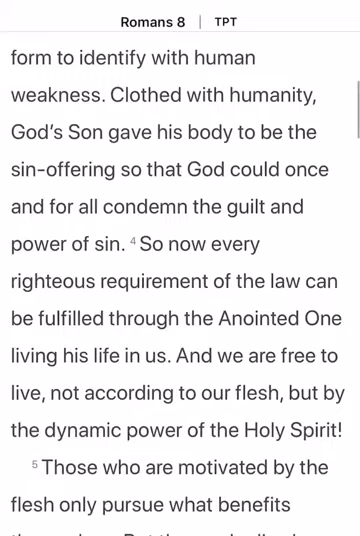 Romans 8 | TPT
form to identify with human
weakness. Clothed with humanity,
God's Son gave his body to be the
sin-offering so that God could once
and for all condemn the guilt and
power of sin. 4 So now every
righteous requirement of the law can
be fulfilled through the Anointed One
living his life in us. And we are free to
live, not according to our flesh, but by
the dynamic power of the Holy Spirit!
5 Those who are motivated by the
flesh only pursue what benefits